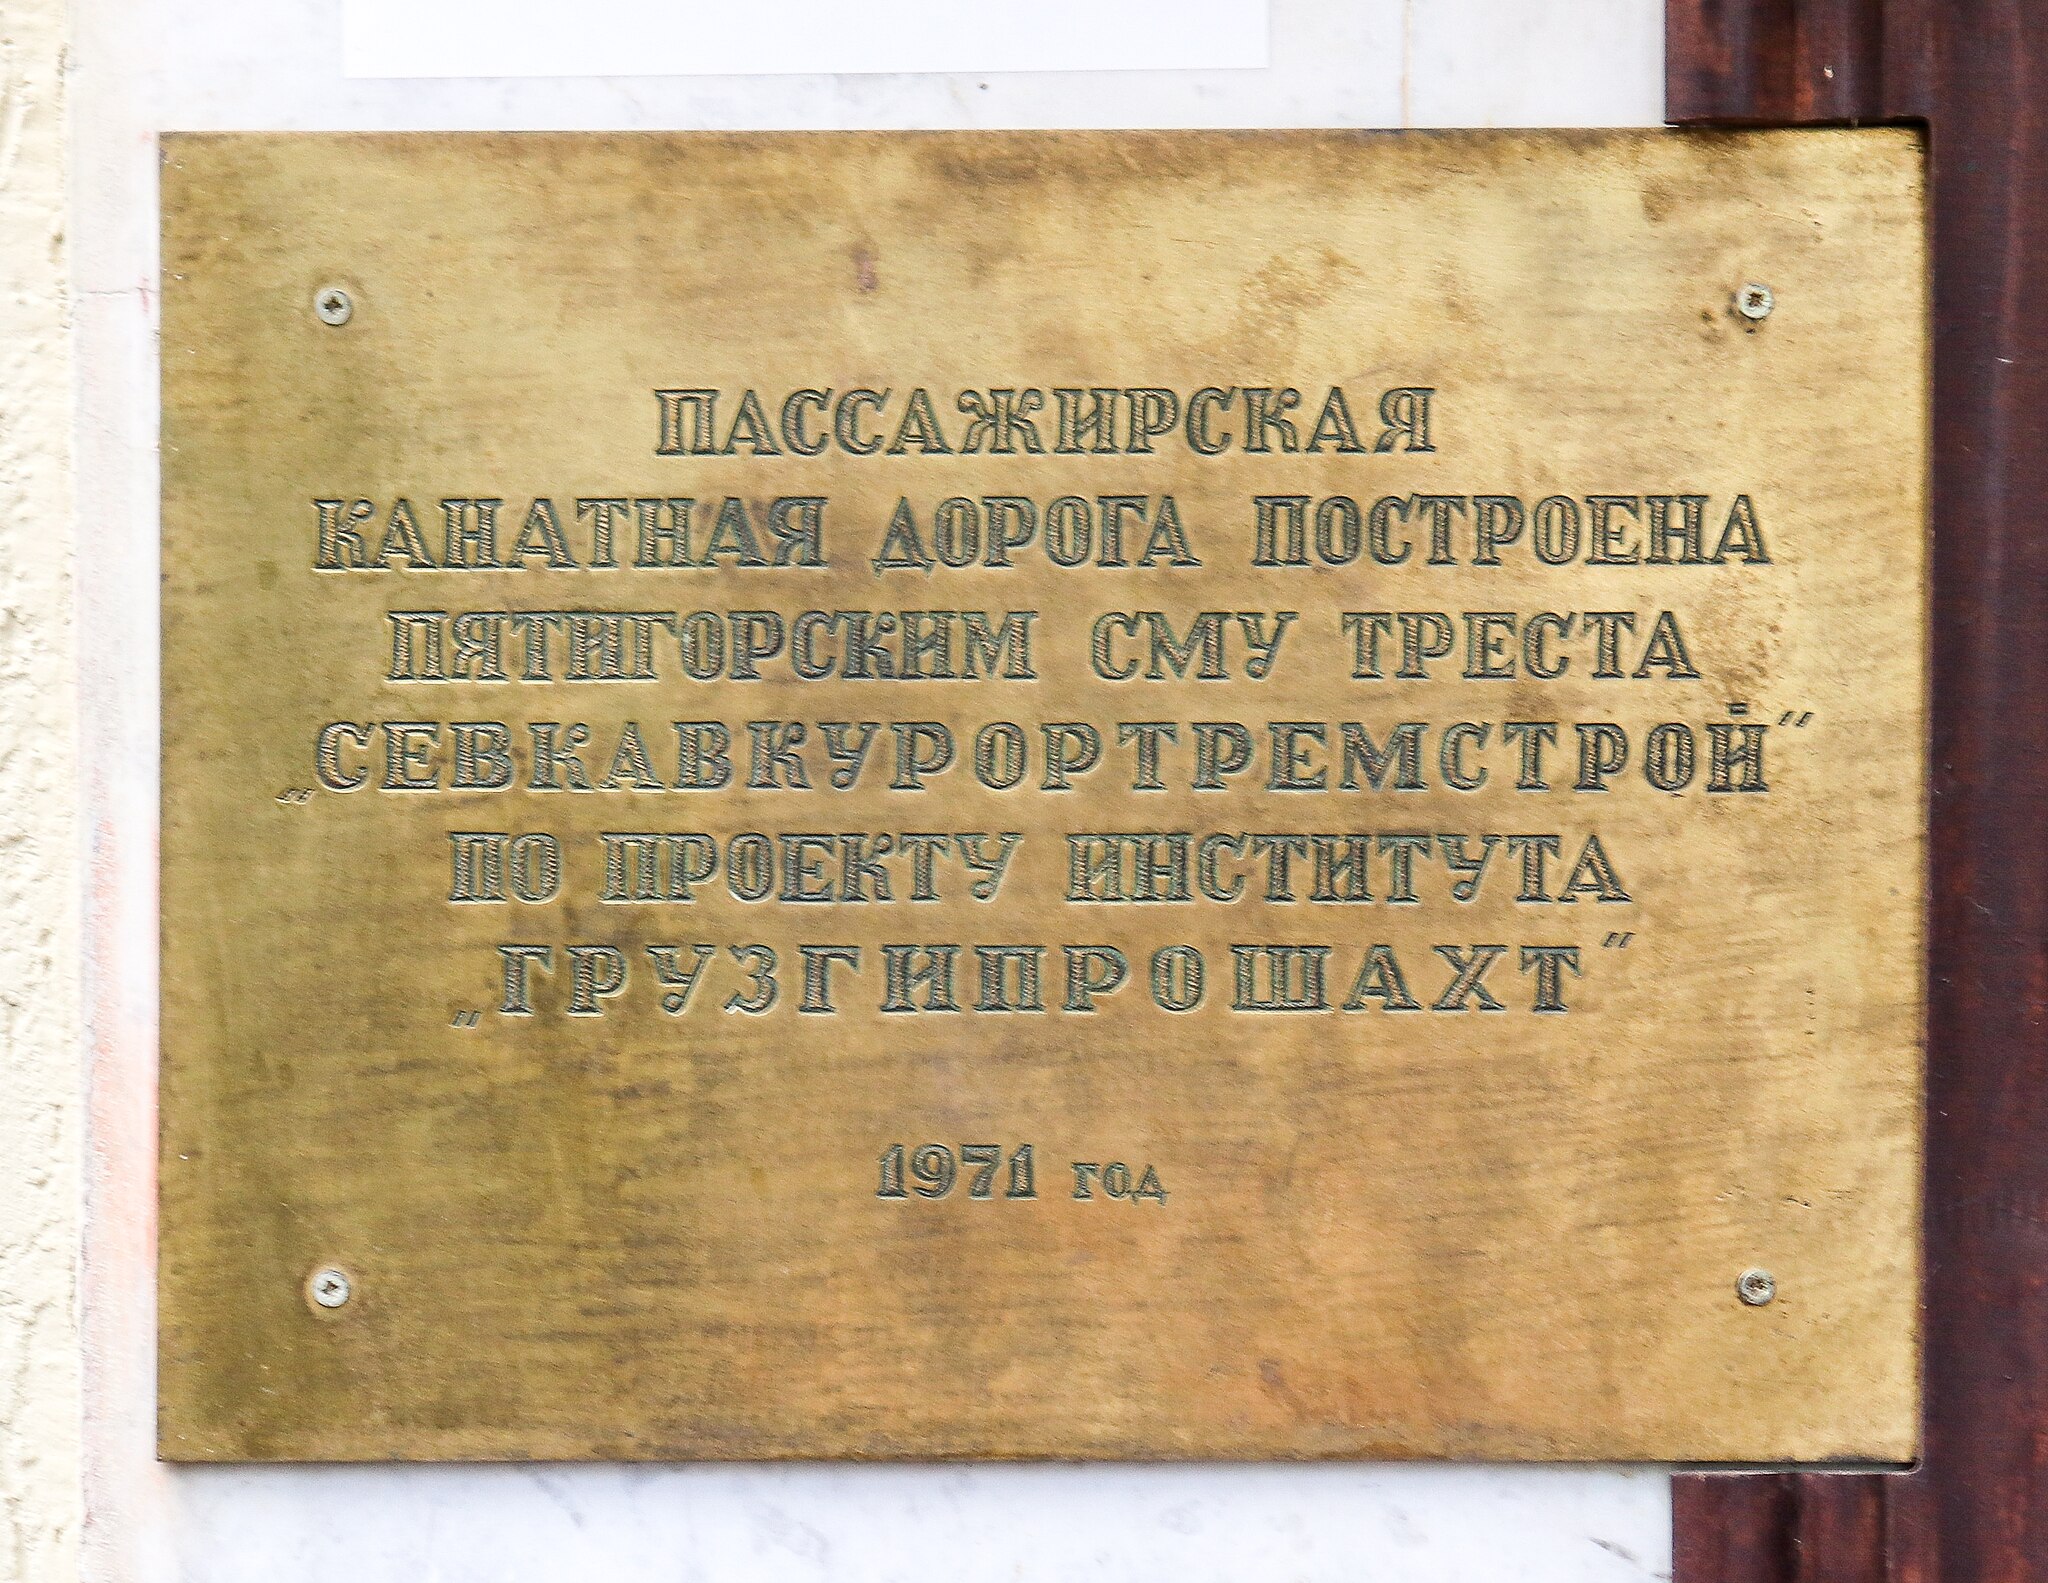 ПАССАЖИРСКАЯ
КАНАТНАЯ ДОРОГА ПОСТРОЕНА
ПЯТИГОРСКИМ СМУ ТРЕСТА
„СЕВКАВКУРОРТРЕМСТРОЙ“
ПО ПРОЕКТУ ИНСТИТУТА
„ГРУЗГИПРОШАХТ“
1971 год